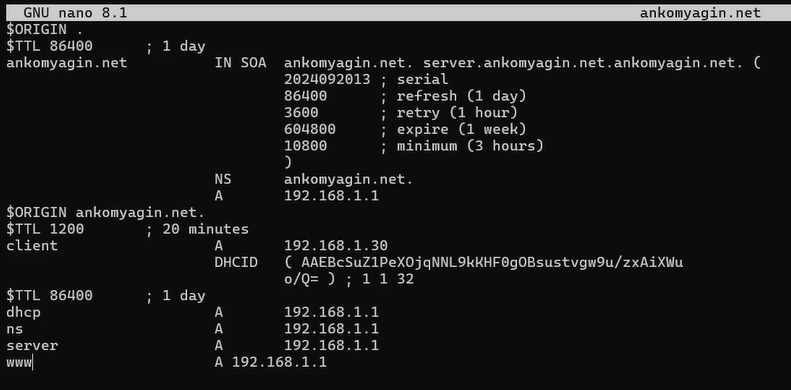 GNU nano 8.1 ankomyagin.net
$ORIGIN .
$TTL 86400 ; 1 day
ankomyagin.net IN SOA ankomyagin.net. server.ankomyagin.net.ankomyagin.net. (
2024092013 ; serial
86400 ; refresh (1 day)
3600 ; retry (1 hour)
604800 ; expire (1 week)
10800 ; minimum (3 hours)
)
NS ankomyagin.net.
A 192.168.1.1
$ORIGIN ankomyagin.net.
$TTL 1200 ; 20 minutes
client A 192.168.1.30
DHCID ( AAEBcSuZ1PeXOjqNNL9kKHF0gOBsustvgw9u/zxAiXWu
o/Q= ) ; 1 1 32
$TTL 86400 ; 1 day
dhcp A 192.168.1.1
ns A 192.168.1.1
server A 192.168.1.1
www A 192.168.1.1